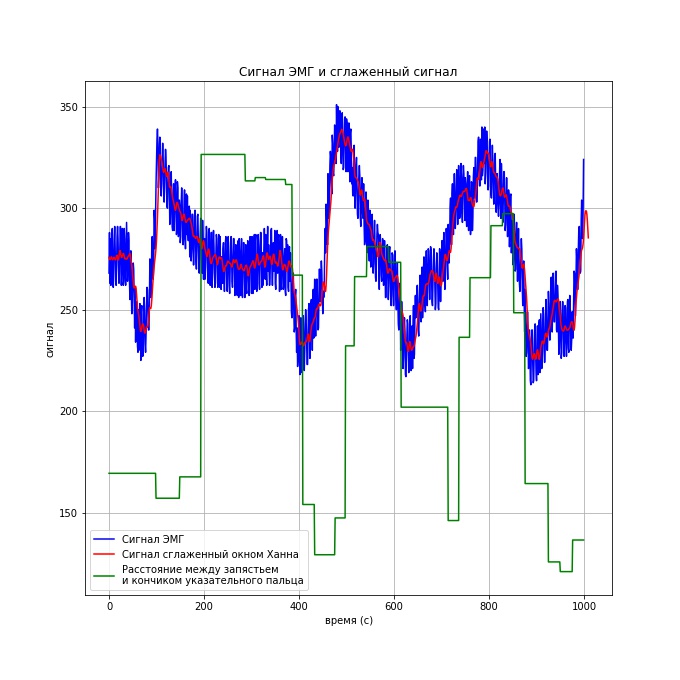 Сигнал ЭМГ и сглаженный сигнал
350
300
250
200
150
сигнал
Сигнал ЭМГ
Сигнал сглаженный окном Ханна
Расстояние между запястьем
и кончиком указательного пальца
0 200 400 600 800 1000
время (с)